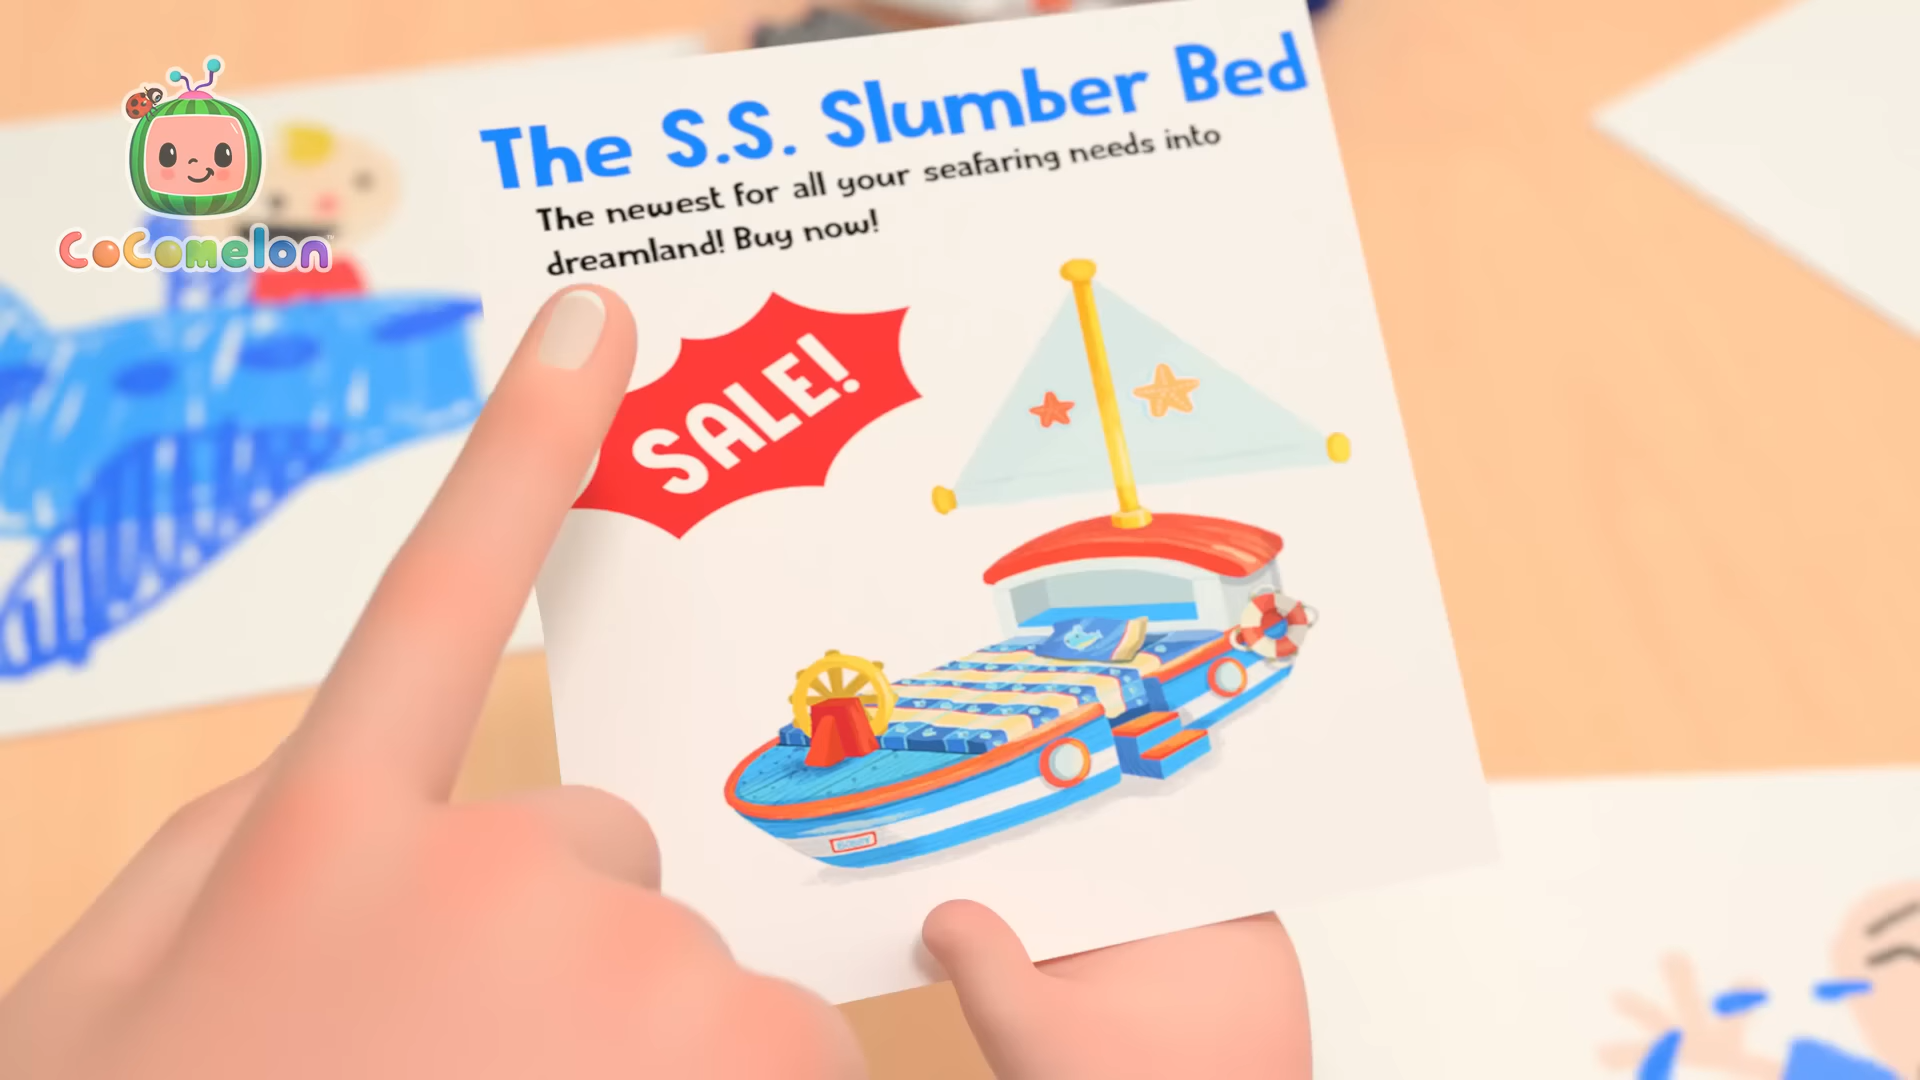 CoComelon
The S.S. Slumber Bed
The newest for all your seafaring needs into
dreamland! Buy now!
SALE!